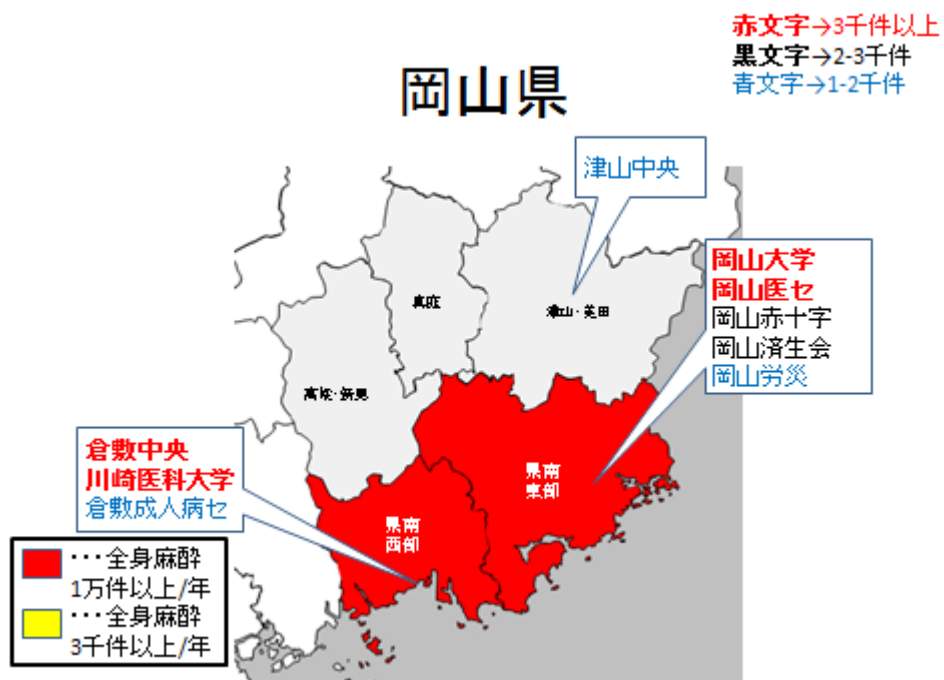 赤文字→3千件以上
黒文字→2-3千件
青文字→1-2千件
岡山県
津山中央
岡山大学
岡山医セ
岡山赤十字
岡山済生会
岡山労災
真庭
津山・英田
高梁・新見
倉敷中央
川崎医科大学
倉敷成人病セ
県南
東部
県南
西部
・・・全身麻酔
1万件以上/年
・・・全身麻酔
3千件以上/年